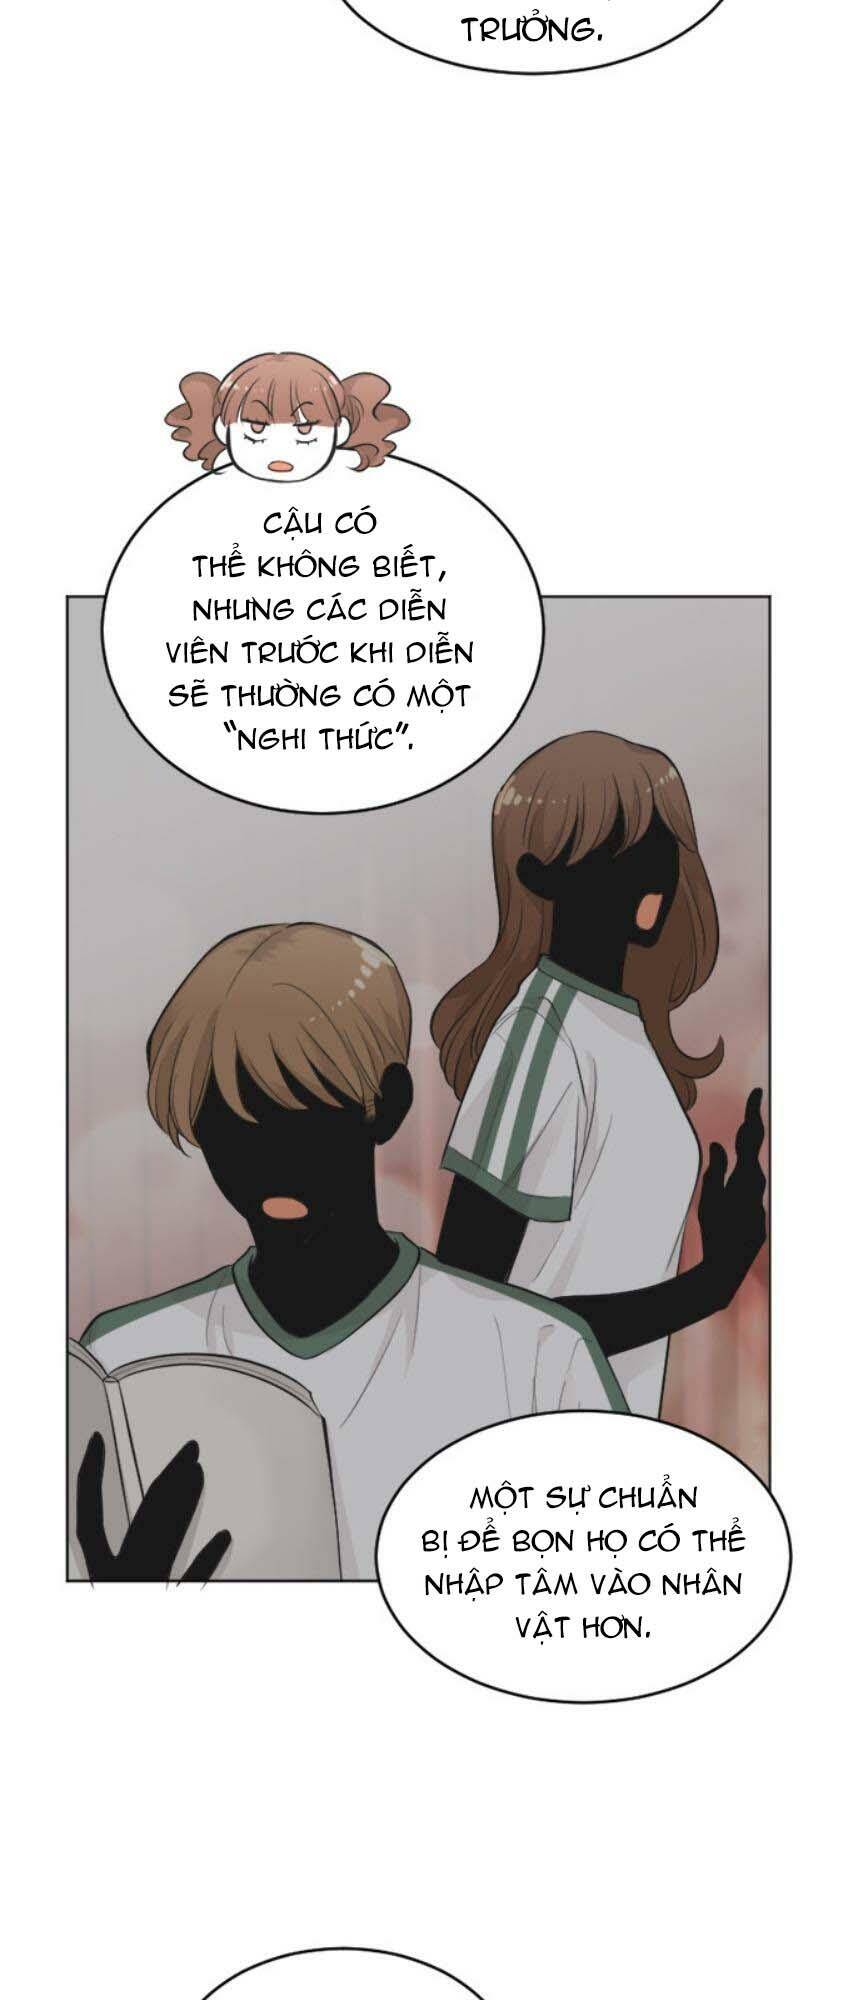 TRƯỞNG.
CẬU CÓ
THỂ KHÔNG BIẾT,
NHƯNG CÁC DIỄN
VIÊN TRƯỚC KHI DIỄN
SẼ THƯỜNG CÓ MỘT
"NGHI THỨC".
MỘT SỰ CHUẨN
BỊ ĐỂ BỌN HỌ CÓ THỂ
NHẬP TÂM VÀO NHÂN
VẬT HƠN.